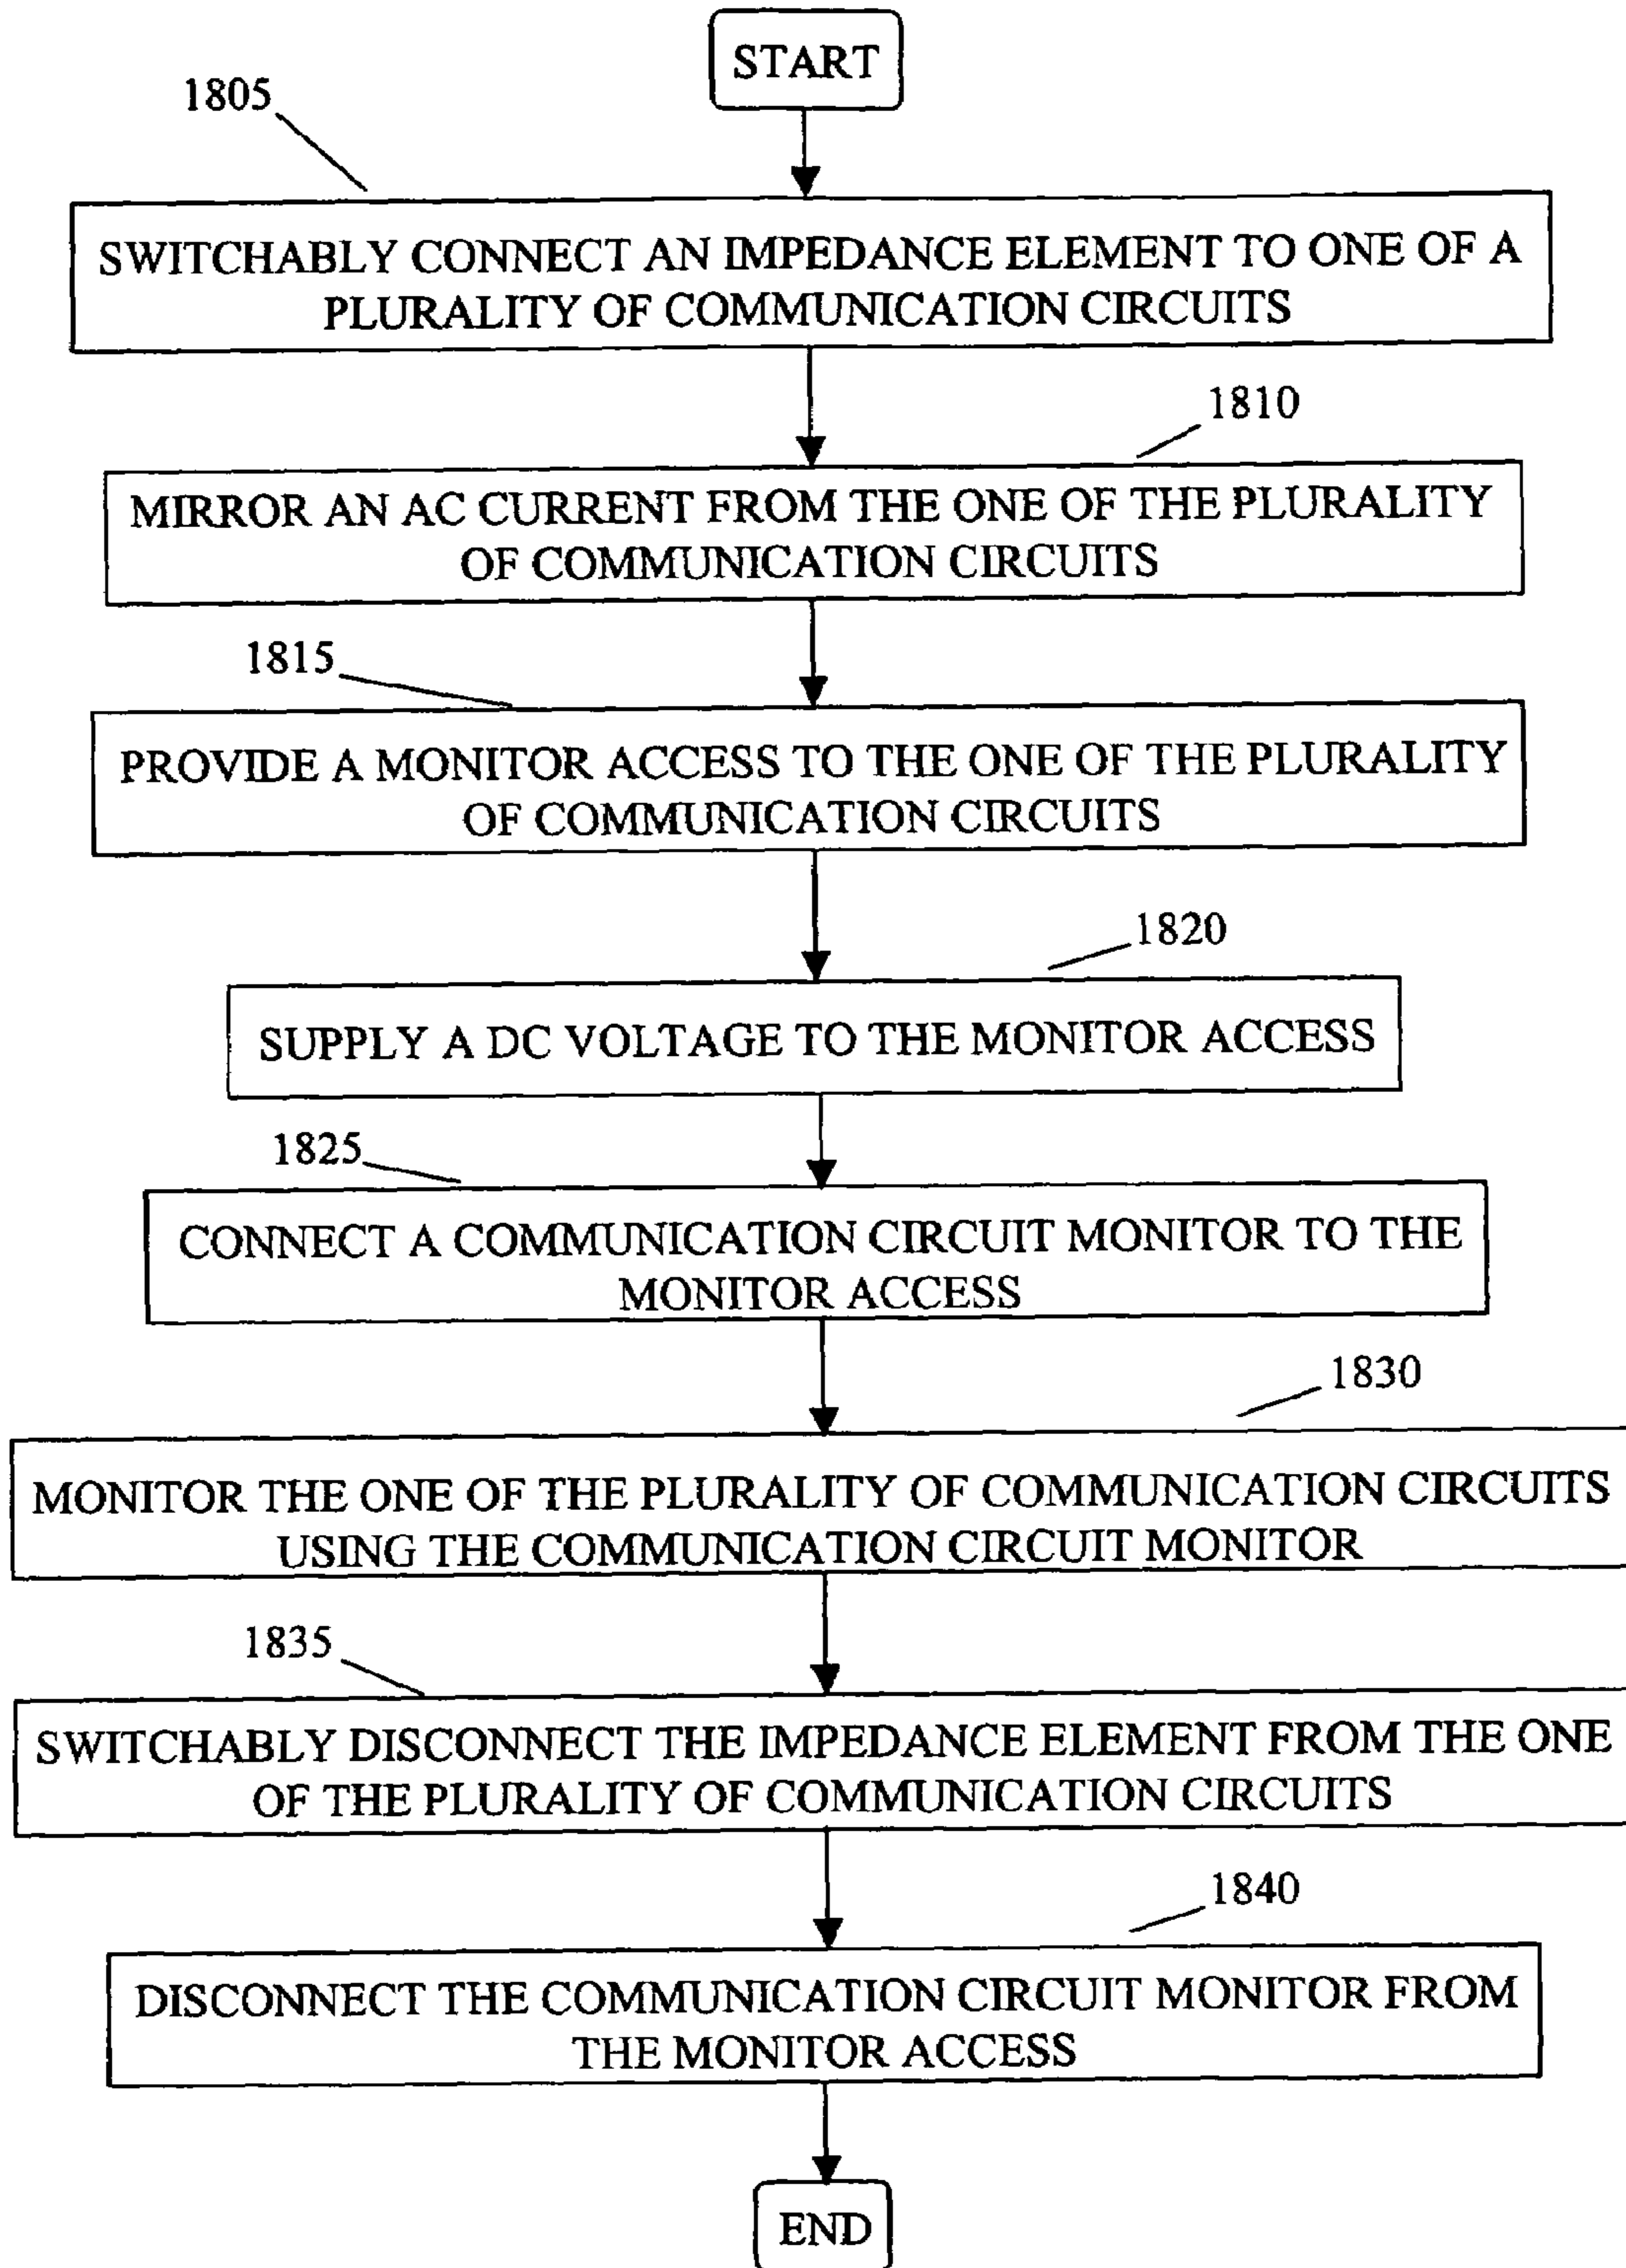 START
1805
SWITCHABLY CONNECT AN IMPEDANCE ELEMENT TO ONE OF A
PLURALITY OF COMMUNICATION CIRCUITS
1810
MIRROR AN AC CURRENT FROM THE ONE OF THE PLURALITY
OF COMMUNICATION CIRCUITS
1815
PROVIDE A MONITOR ACCESS TO THE ONE OF THE PLURALITY
OF COMMUNICATION CIRCUITS
1820
SUPPLY A DC VOLTAGE TO THE MONITOR ACCESS
1825
CONNECT A COMMUNICATION CIRCUIT MONITOR TO THE
MONITOR ACCESS
1830
MONITOR THE ONE OF THE PLURALITY OF COMMUNICATION CIRCUITS
USING THE COMMUNICATION CIRCUIT MONITOR
1835
SWITCHABLY DISCONNECT THE IMPEDANCE ELEMENT FROM THE ONE
OF THE PLURALITY OF COMMUNICATION CIRCUITS
1840
DISCONNECT THE COMMUNICATION CIRCUIT MONITOR FROM
THE MONITOR ACCESS
END